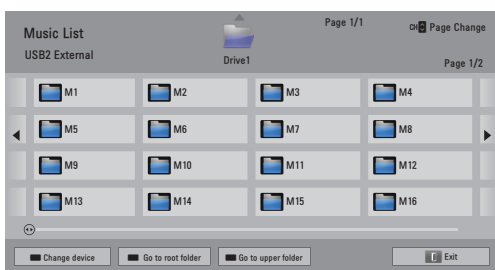 Music List
Page 1/1
CH Page Change
USB2 External
Drive1
Page 1/2
M1 M2 M3 M4
M5 M6 M7 M8
M9 M10 M11 M12
M13 M14 M15 M16
Change device Go to root folder Go to upper folder Exit